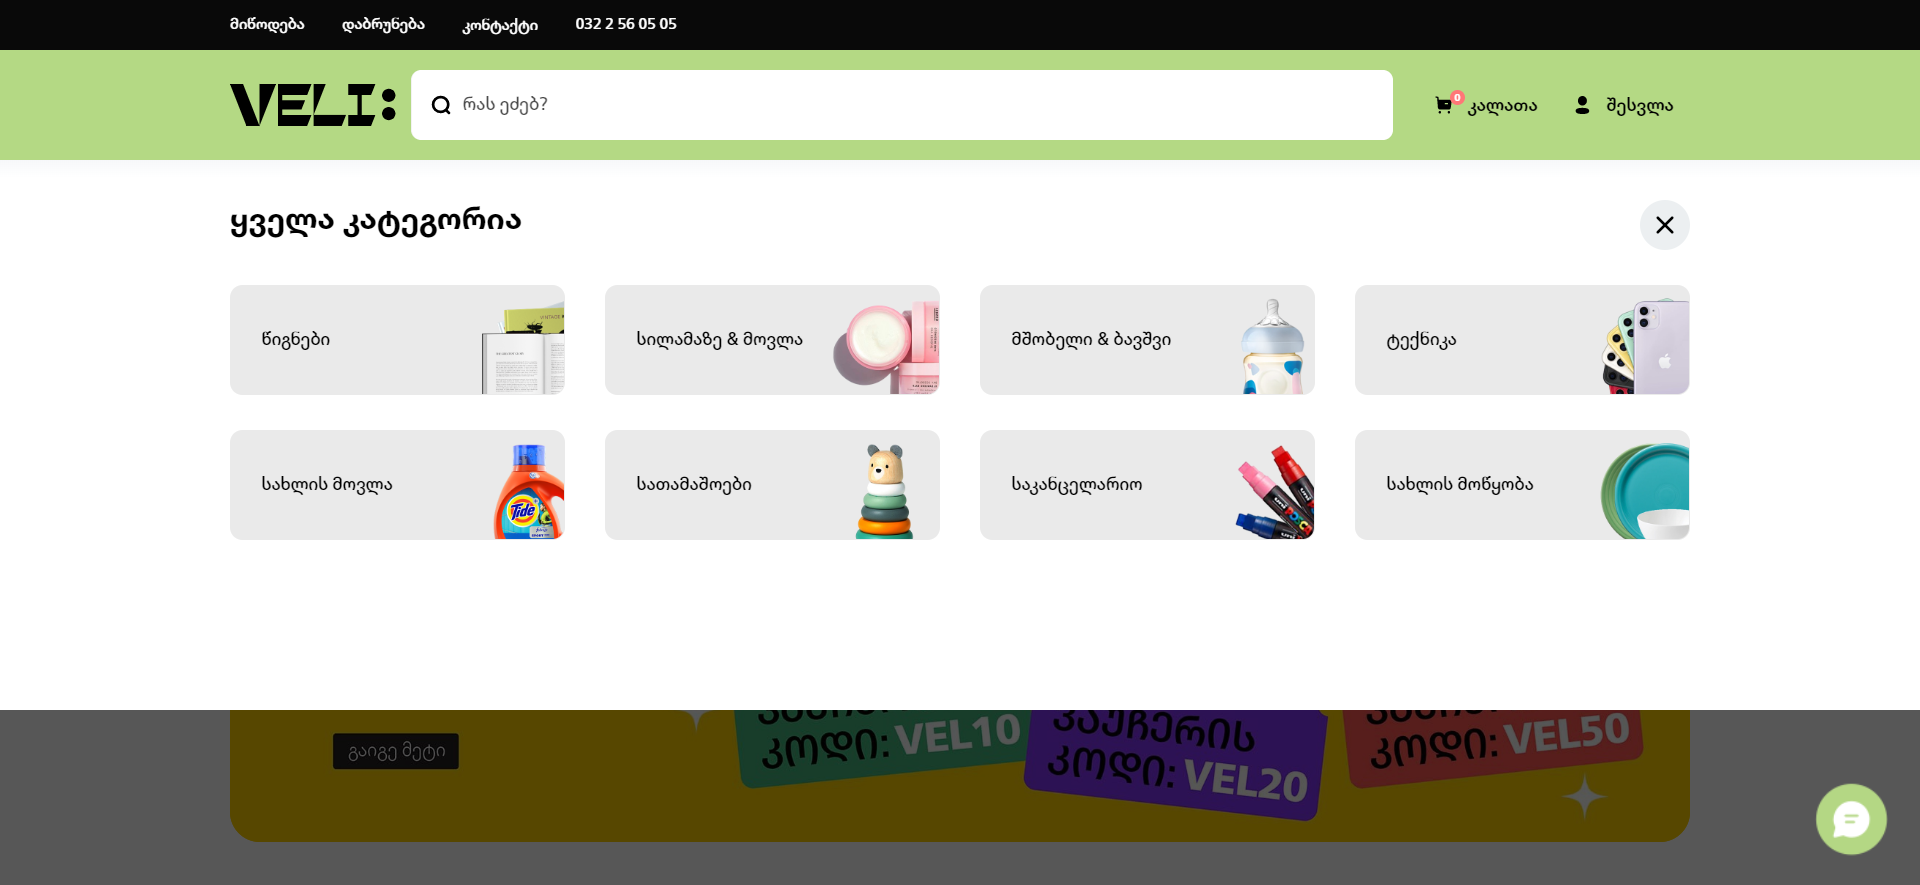 მიწოდება დაბრუნება კონტაქტი 032 2 56 05 05
VELI:
რას ეძებ?
0 კალათა
შესვლა
ყველა კატეგორია
წიგნები
სილამაზე & მოვლა
მშობელი & ბავშვი
ტექნიკა
სახლის მოვლა
Tide
სათამაშოები
საკანცელარიო
სახლის მოწყობა
გაიგე მეტი
კოდი: VEL10
ვაუჩერის
კოდი: VEL20
კოდი: VEL50